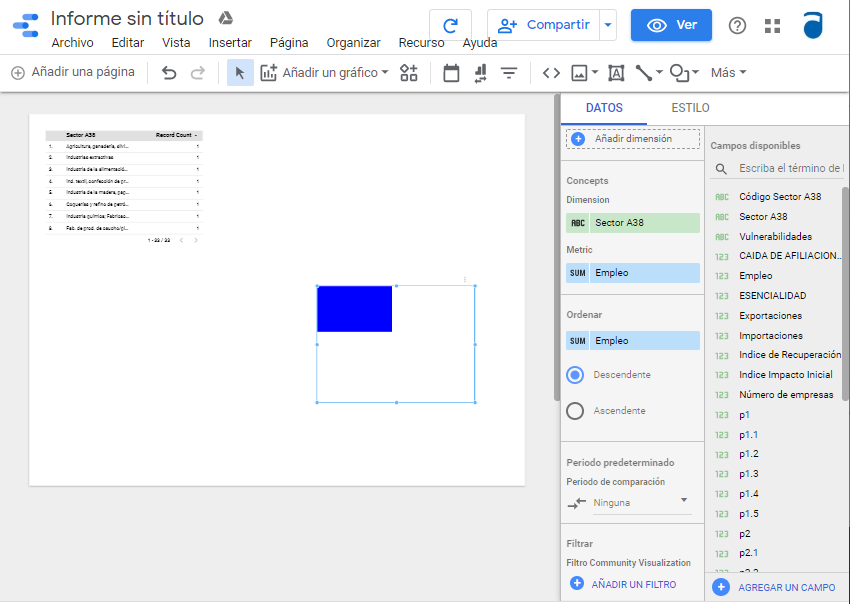 Informe sin título
Compartir
Ver
Archivo Editar Vista Insertar Página Organizar Recurso Ayuda
Añadir una página
Añadir un gráfico
Más
Sector A38 Record Count
1. Agricultura, ganadería, silvi... 1
2. Industrias extractivas 1
3. Industria de la alimentació... 1
4. Ind. textil, confección de pr... 1
5. Industria de la madera, pap... 1
6. Coquerías y refino de petró... 1
7. Industria química; Fabricac... 1
8. Fab. de prod. de caucho/pl... 1
1 - 33 / 33
DATOS ESTILO
Añadir dimensión
Concepts
Dimension
ABC Sector A38
Metric
SUM Empleo
Ordenar
SUM Empleo
Descendente
Ascendente
Periodo predeterminado
Periodo de comparación
Ninguna
Filtrar
Filtro Community Visualization
AÑADIR UN FILTRO
Campos disponibles
Escriba el término de
ABC Código Sector A38
ABC Sector A38
ABC Vulnerabilidades
123 CAIDA DE AFILIACION...
123 Empleo
123 ESENCIALIDAD
123 Exportaciones
123 Importaciones
123 Indice de Recuperación
123 Indice Impacto Inicial
123 Número de empresas
123 p1
123 p1.1
123 p1.2
123 p1.3
123 p1.4
123 p1.5
123 p2
123 p2.1
123 p2.2
AGREGAR UN CAMPO